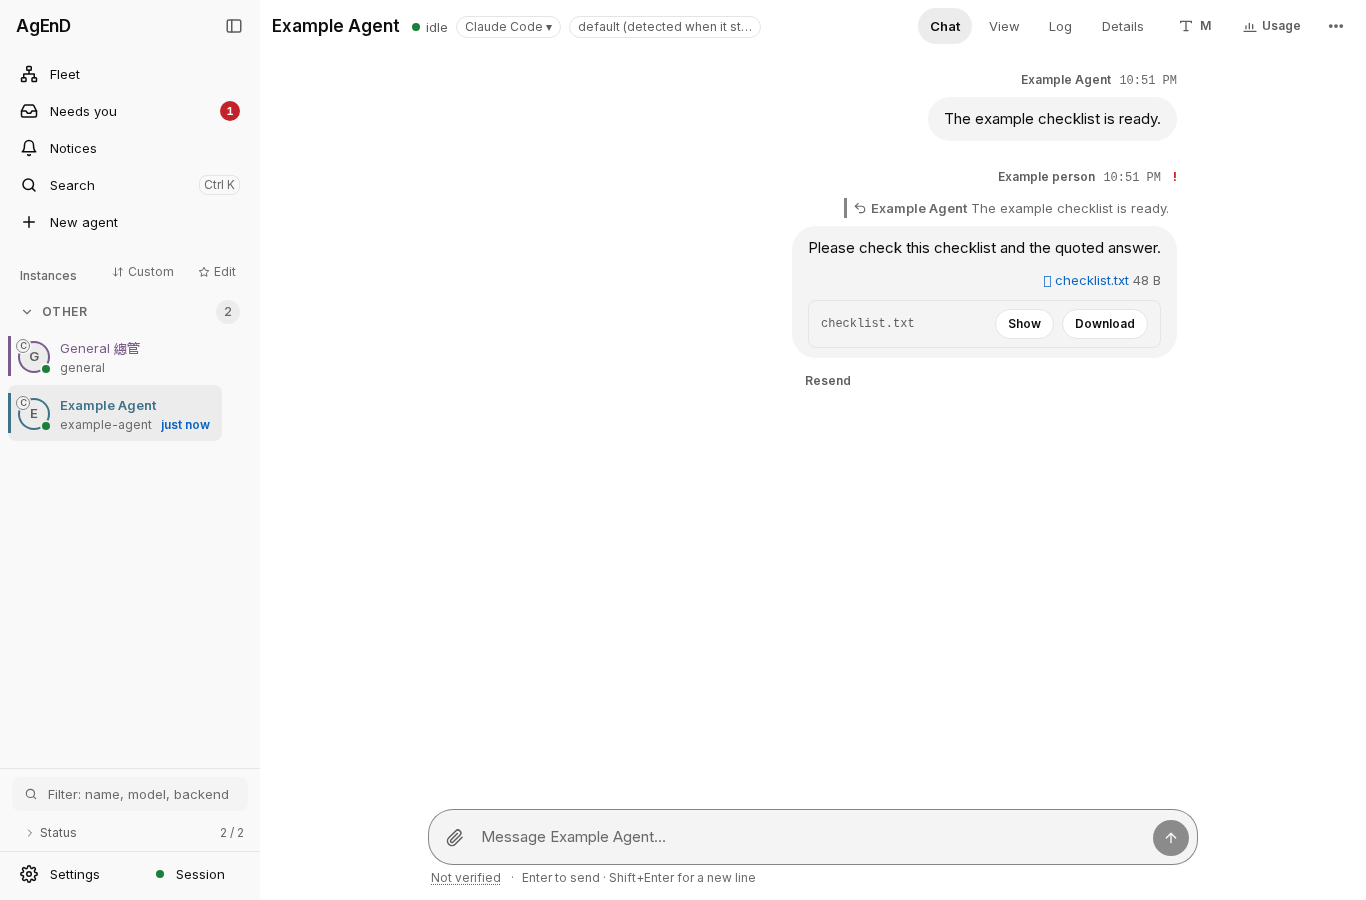 AgEnD
Fleet
Needs you 1
Notices
Search Ctrl K
New agent
Instances Custom Edit
OTHER 2
C G General 總管
general
C E Example Agent
example-agent just now
Filter: name, model, backend
Status 2 / 2
Settings Session
Example Agent idle Claude Code ▾ default (detected when it st… Chat View Log Details M Usage •••
Example Agent 10:51 PM
The example checklist is ready.
Example person 10:51 PM !
Example Agent The example checklist is ready.
Please check this checklist and the quoted answer.
checklist.txt 48 B
checklist.txt Show Download
Resend
Message Example Agent...
Not verified · Enter to send · Shift+Enter for a new line